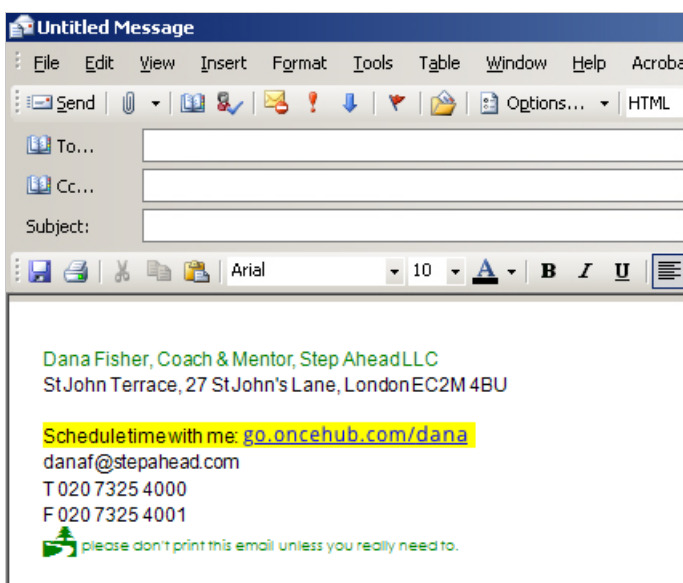 Untitled Message
File Edit View Insert Format Tools Table Window Help Acroba
Send Options... HTML
To...
Cc...
Subject:
Arial 10 A B I U
Dana Fisher, Coach & Mentor, Step Ahead LLC
St John Terrace, 27 St John's Lane, London EC2M 4BU
Schedule time with me: go.oncehub.com/dana
danaf@stepahead.com
T 020 7325 4000
F 020 7325 4001
please don't print this email unless you really need to.